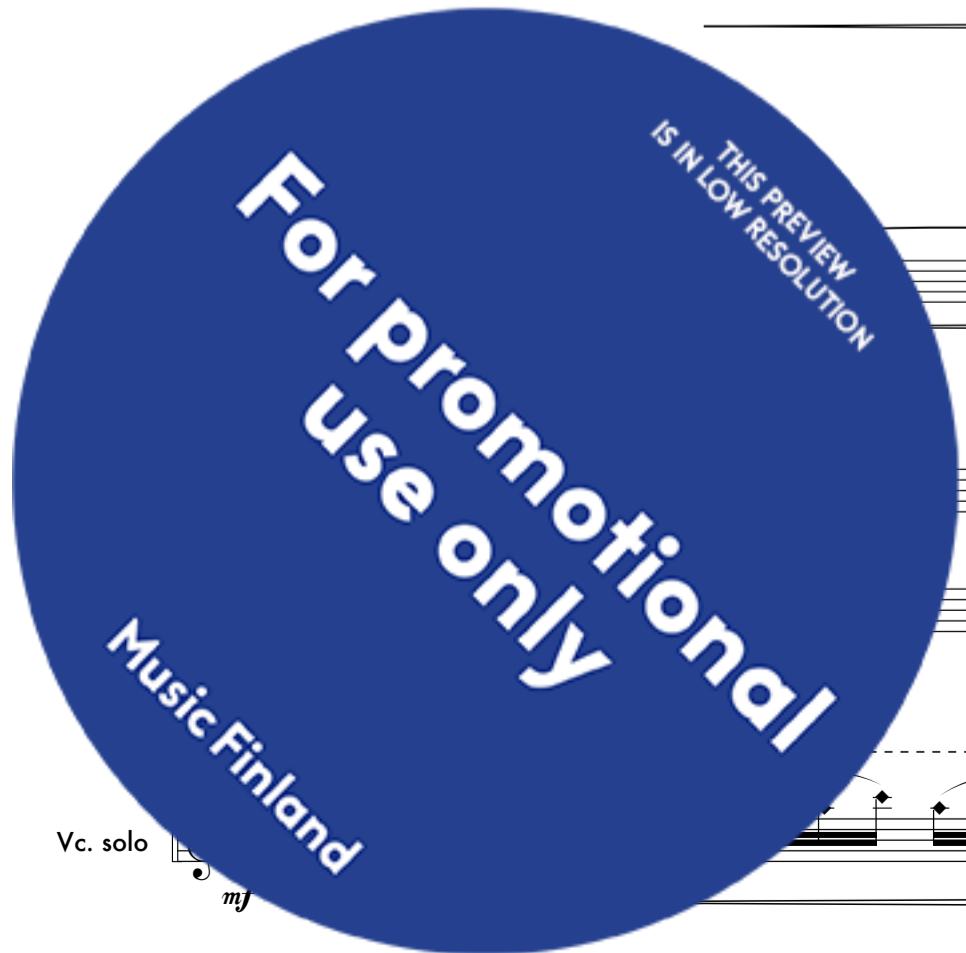 THIS PREVIEW
IS IN LOW RESOLUTION
For promotional
use only
Music Finland
Vc. solo
mf